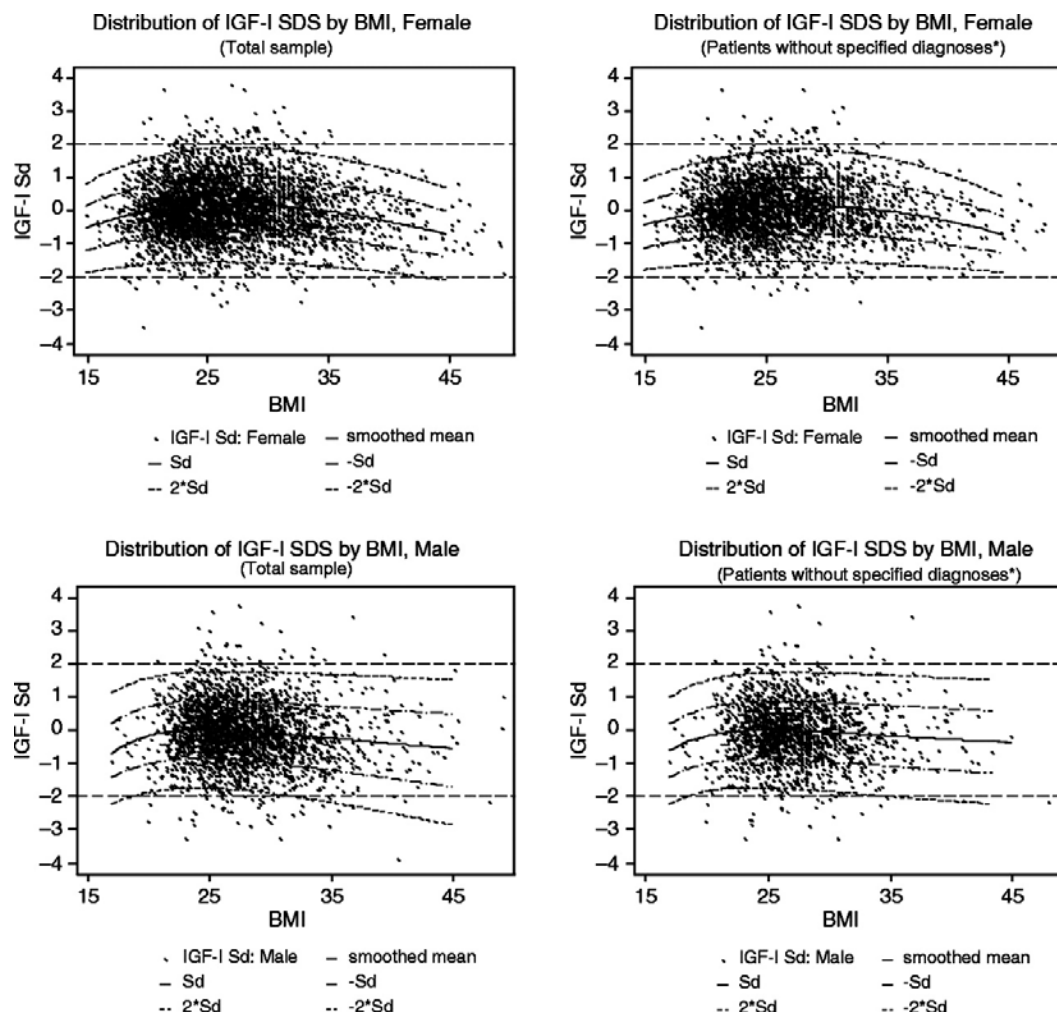 Distribution of IGF-I SDS by BMI, Female
(Total sample)
4
3
2
1
0
−1
−2
−3
−4
IGF-I Sd
15 25 35 45
BMI
IGF-I Sd: Female — smoothed mean
— Sd — -Sd
--- 2*Sd --- -2*Sd
Distribution of IGF-I SDS by BMI, Female
(Patients without specified diagnoses*)
4
3
2
1
0
−1
−2
−3
−4
IGF-I Sd
15 25 35 45
BMI
IGF-I Sd: Female — smoothed mean
— Sd — -Sd
--- 2*Sd --- -2*Sd
Distribution of IGF-I SDS by BMI, Male
(Total sample)
4
3
2
1
0
−1
−2
−3
−4
IGF-I Sd
15 25 35 45
BMI
IGF-I Sd: Male — smoothed mean
— Sd — -Sd
--- 2*Sd --- -2*Sd
Distribution of IGF-I SDS by BMI, Male
(Patients without specified diagnoses*)
4
3
2
1
0
−1
−2
−3
−4
IGF-I Sd
15 25 35 45
BMI
IGF-I Sd: Male — smoothed mean
— Sd — -Sd
--- 2*Sd --- -2*Sd